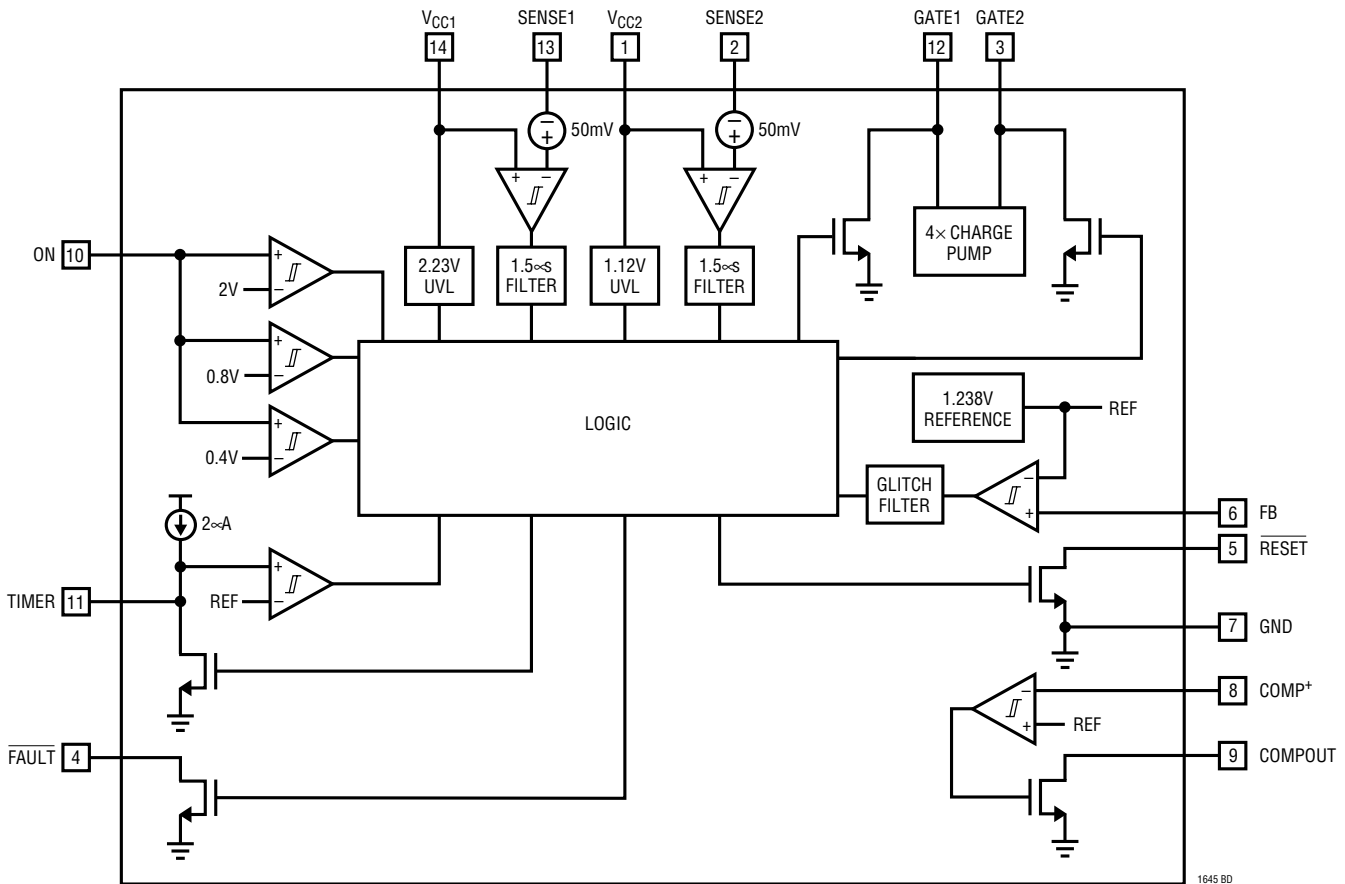 VCC1 SENSE1 VCC2 SENSE2 GATE1 GATE2
14 13 1 2 12 3
− + 50mV − + 50mV
+ − + −
ON 10
+ 2V −
2.23V UVL
1.5∝s FILTER
1.12V UVL
1.5∝s FILTER
4× CHARGE PUMP
+ 0.8V −
+ 0.4V −
LOGIC
1.238V REFERENCE
REF
GLITCH FILTER
− +
6 FB
5 RESET
2∝A
TIMER 11
+ REF −
7 GND
8 COMP+
− + REF
FAULT 4
9 COMPOUT
1645 BD